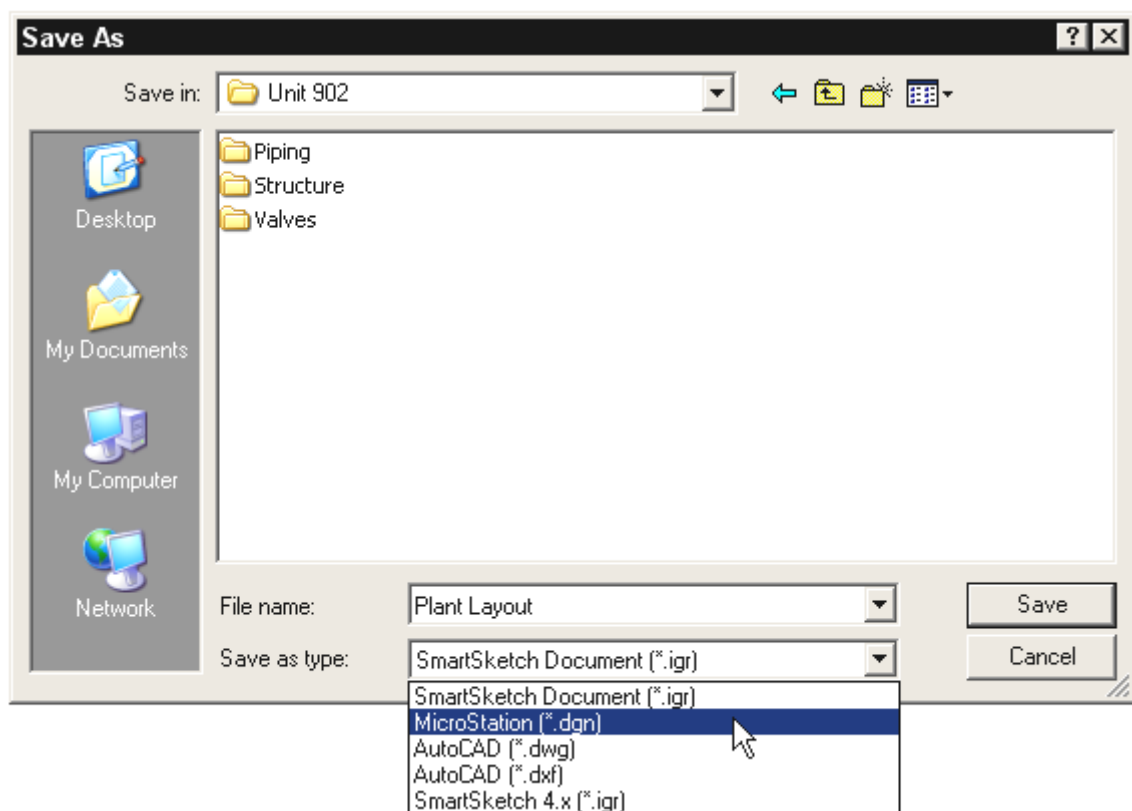 Save As
Save in: Unit 902
Piping
Structure
Valves
Desktop
My Documents
My Computer
Network
File name: Plant Layout Save
Save as type: SmartSketch Document (*.igr) Cancel
SmartSketch Document (*.igr)
MicroStation (*.dgn)
AutoCAD (*.dwg)
AutoCAD (*.dxf)
SmartSketch 4.x (*.igr)